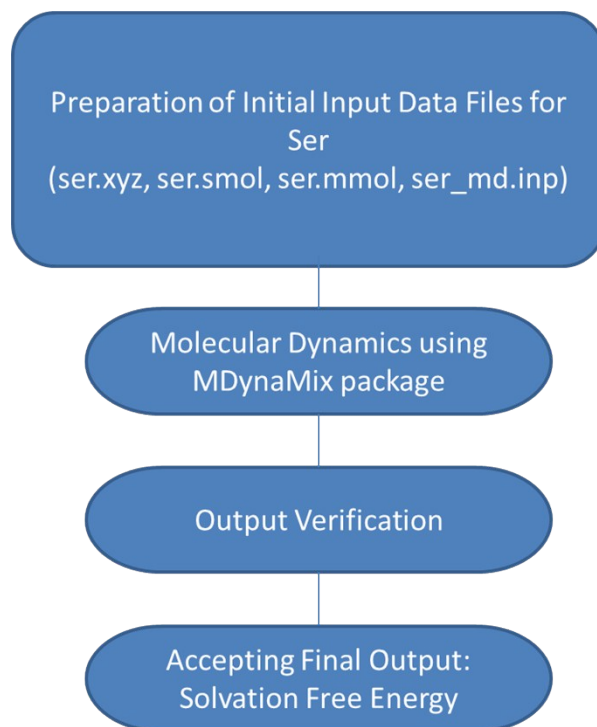 Preparation of Initial Input Data Files for
Ser
(ser.xyz, ser.smol, ser.mmol, ser_md.inp)
Molecular Dynamics using
MDynaMix package
Output Verification
Accepting Final Output:
Solvation Free Energy